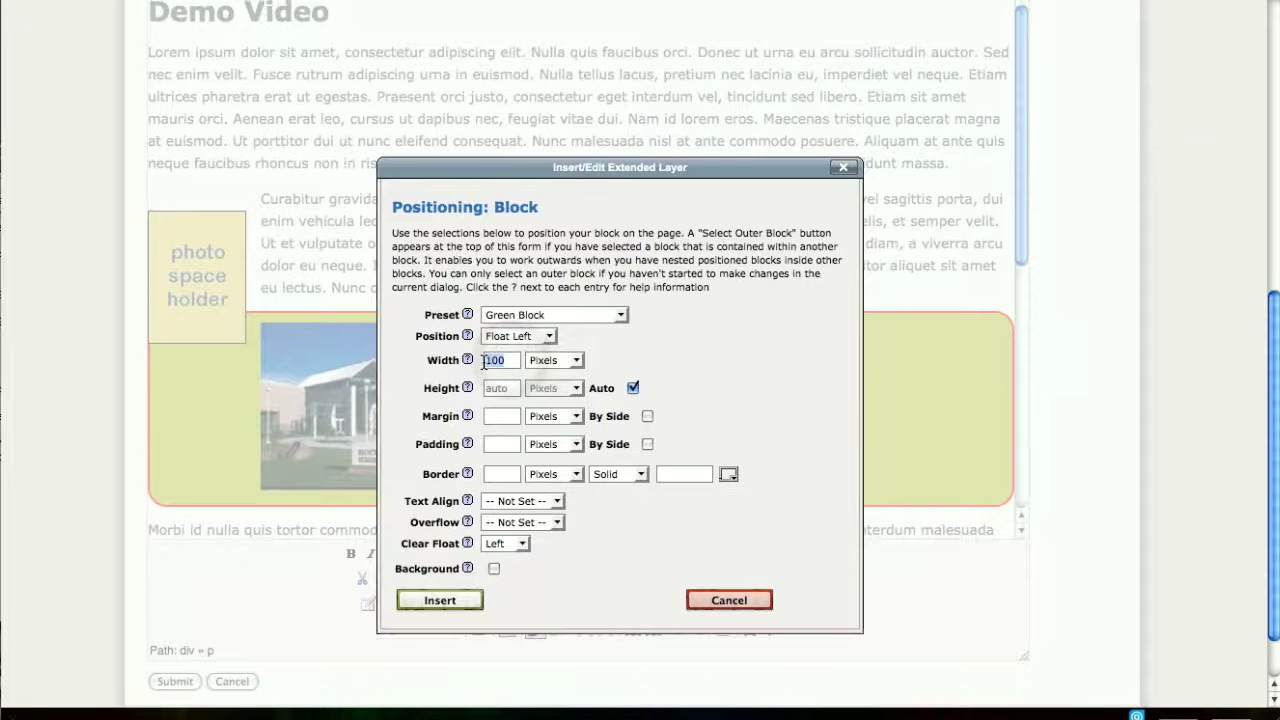 Demo Video
Lorem ipsum dolor sit amet, consectetur adipiscing elit. Nulla quis faucibus orci. Donec ut urna eu arcu sollicitudin auctor. Sed
nec enim velit. Fusce rutrum adipiscing urna in euismod. Nulla tellus lacus, pretium nec lacinia eu, imperdiet vel neque. Etiam
ultrices pharetra erat ut egestas. Praesent orci justo, consectetur eget interdum vel, tincidunt sed libero. Etiam sit amet
mauris orci. Aenean erat leo, cursus ut dapibus nec, feugiat vitae dui. Nam id lorem eros. Maecenas tristique placerat magna
at euismod. Ut porttitor dui ut nunc eleifend consequat. Nunc malesuada nisl at ante commodo posuere. Aliquam at quam
neque faucibus rhoncus non in ris massa.
Insert/Edit Extended Layer
Curabitur gravida vel sagittis porta, dui
enim vehicula leo elis, et semper velit.
Ut et vulputate diam, a viverra arcu
dolor eu neque. dolor aliquet sit amet
eu lectus. Nunc
photo
space
holder
Positioning: Block
Use the selections below to position your block on the page. A "Select Outer Block" button
appears at the top of this form if you have selected a block that is contained within another
block. It enables you to work outwards when you have nested positioned blocks inside other
blocks. You can only select an outer block if you haven't started to make changes in the
current dialog. Click the ? next to each entry for help information
Preset ? Green Block
Position ? Float Left
Width ? 100 Pixels
Height ? auto Pixels Auto
Margin ? Pixels By Side
Padding ? Pixels By Side
Border ? Pixels Solid
Text Align ? -- Not Set --
Overflow ? -- Not Set --
Clear Float ? Left
Background ?
Insert Cancel
Morbi id nulla quis tortor commod interdum malesuada
B I
Path: div » p
Submit Cancel